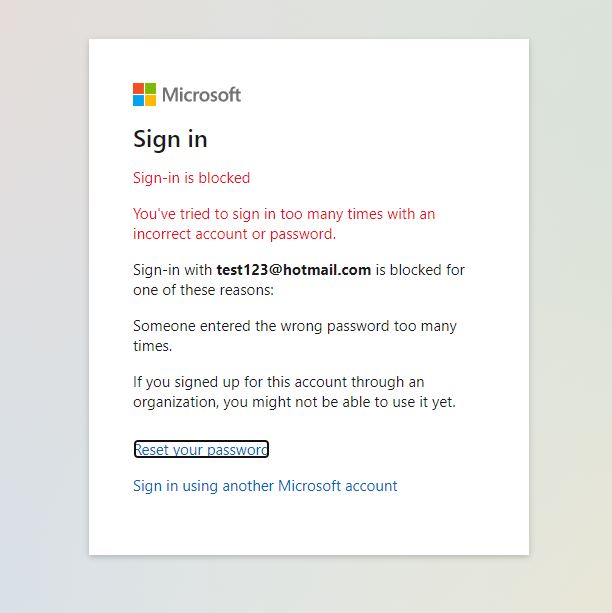 Microsoft
Sign in
Sign-in is blocked
You've tried to sign in too many times with an
incorrect account or password.
Sign-in with test123@hotmail.com is blocked for
one of these reasons:
Someone entered the wrong password too many
times.
If you signed up for this account through an
organization, you might not be able to use it yet.
Reset your password
Sign in using another Microsoft account